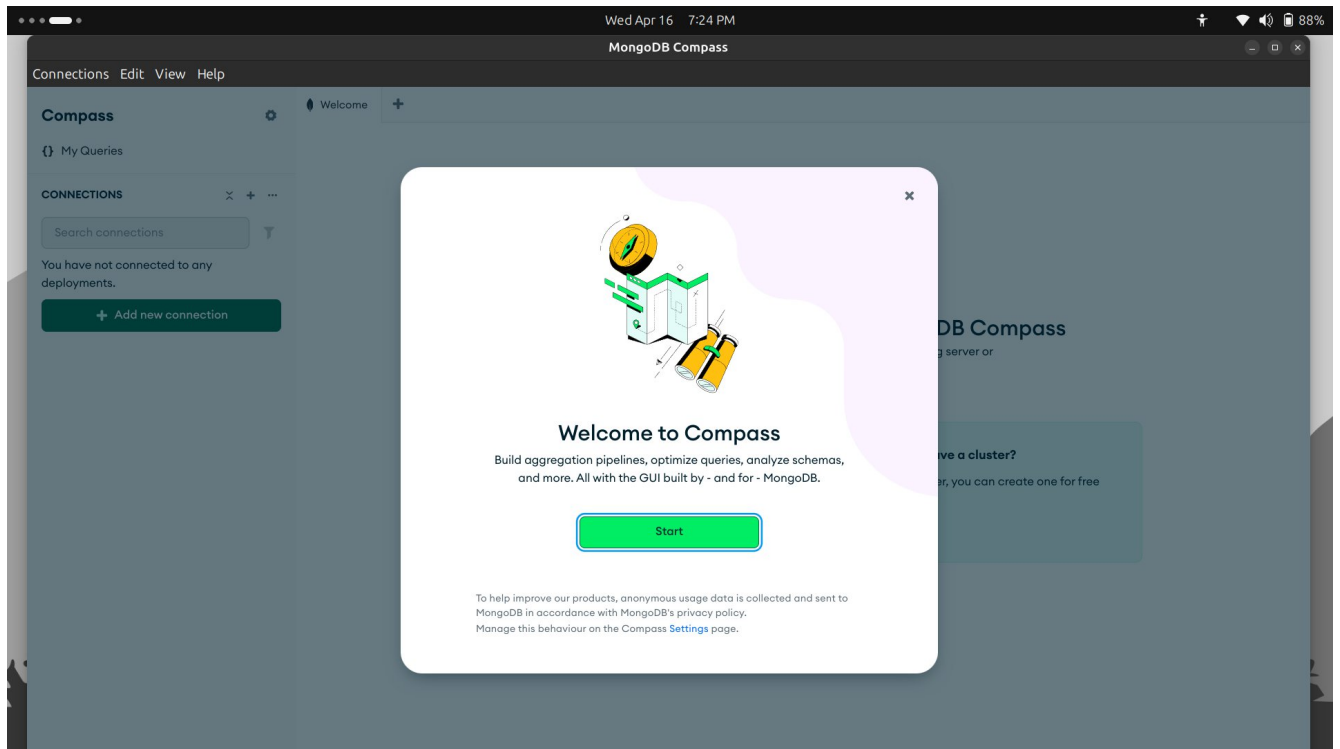 Wed Apr 16 7:24 PM
88%
MongoDB Compass
Connections Edit View Help
Compass
Welcome
{} My Queries
CONNECTIONS
Search connections
You have not connected to any
deployments.
Add new connection
DB Compass
server or
Welcome to Compass
Build aggregation pipelines, optimize queries, analyze schemas,
and more. All with the GUI built by - and for - MongoDB.
ve a cluster?
er, you can create one for free
Start
To help improve our products, anonymous usage data is collected and sent to
MongoDB in accordance with MongoDB's privacy policy.
Manage this behaviour on the Compass Settings page.